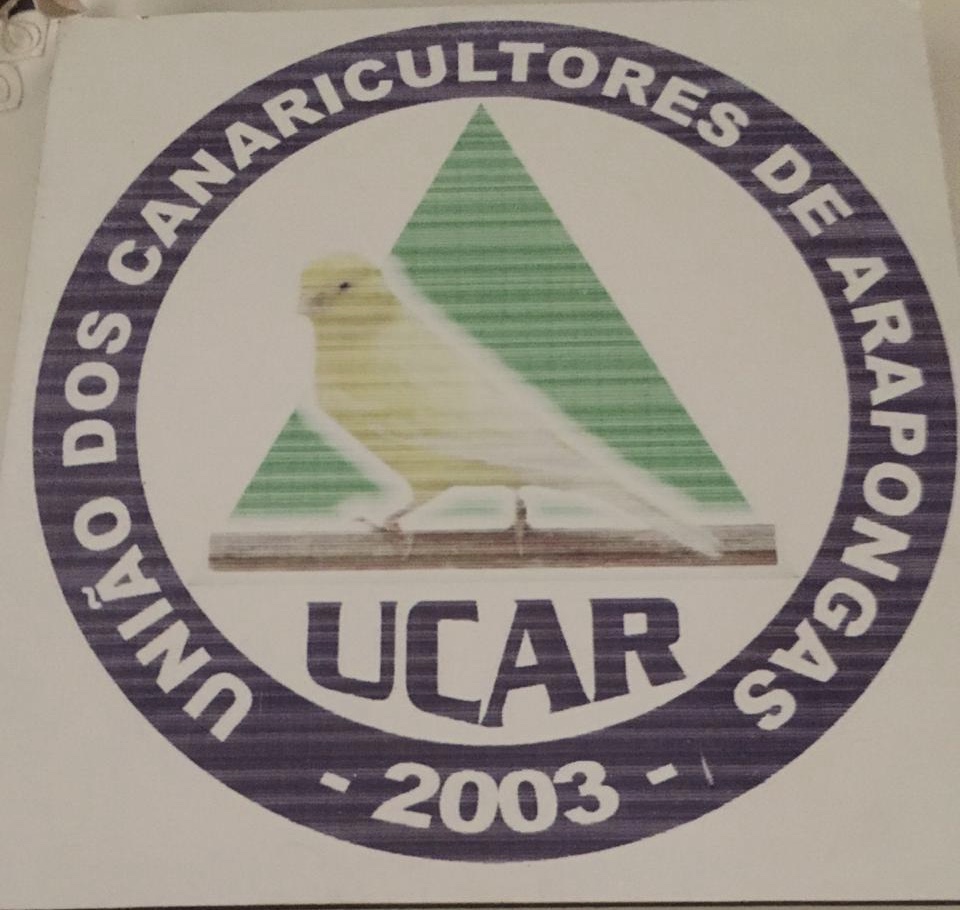 UNIÃO DOS CANARICULTORES DE ARAPONGAS
UCAR
- 2003 -